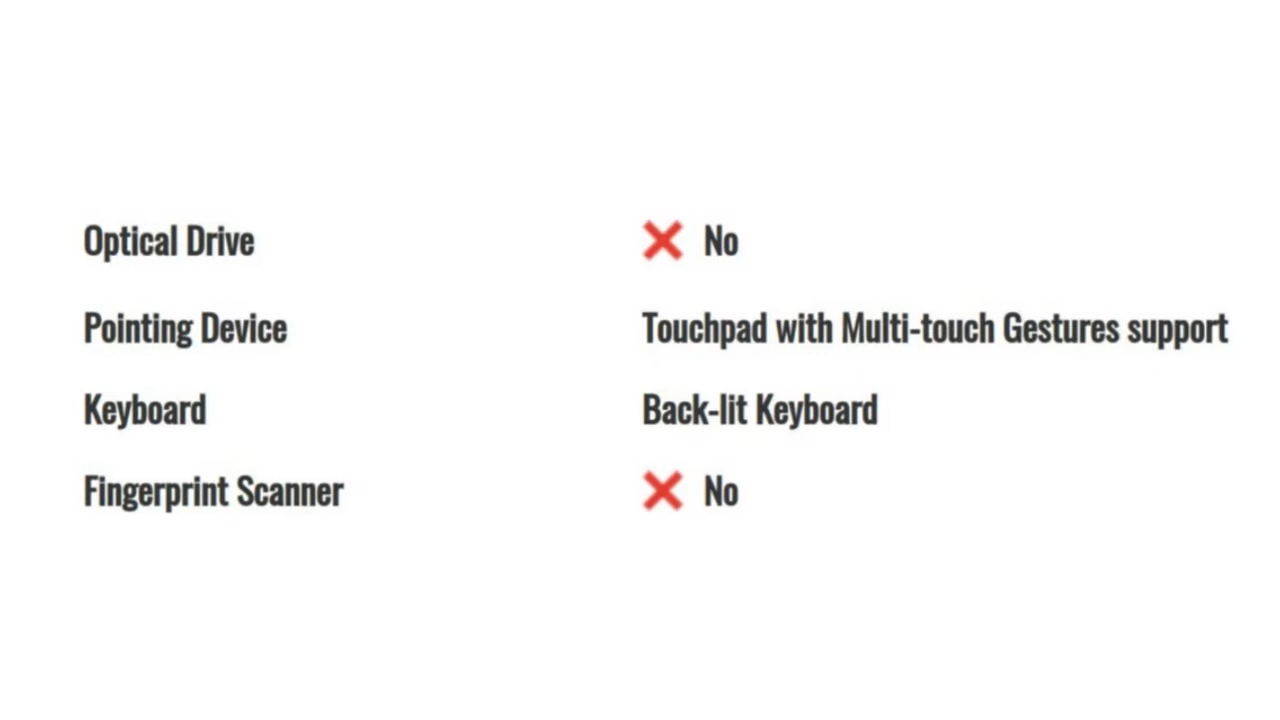 Optical Drive ❌ No
Pointing Device Touchpad with Multi-touch Gestures support
Keyboard Back-lit Keyboard
Fingerprint Scanner ❌ No